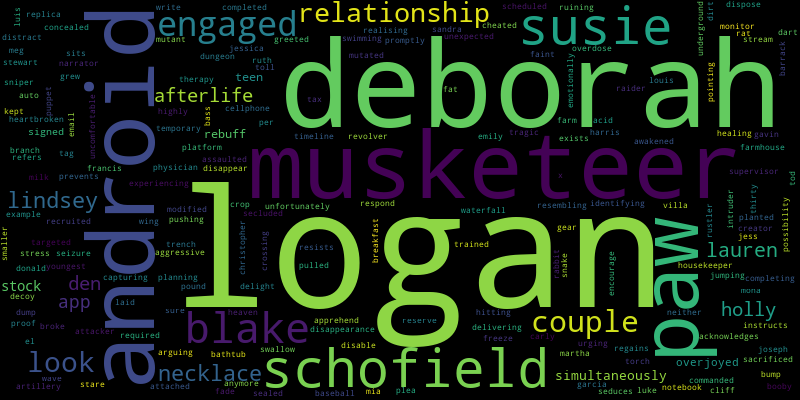 logan
deborah
musketeer
android
paw
schofield
susie
blake
couple
relationship
engaged
afterlife
lindsey
lauren
holly
necklace
look
app
den
stock
simultaneously
overjoyed
rebuff
teen
signed
luis
replica
write
completed
scheduled
ruining
dirt
dispose
concealed
realising
sandra
unexpected
cheated
underground
monitor
rat
distract
mutant
greeted
swimming
promptly
stream
dart
meg
sits
jessica
faint
overdose
stewart
narrator
dungeon
ruth
mutated
barrack
sniper
grew
therapy
toll
emotionally
louis
pointing
auto
puppet
highly
cellphone
fat
raider
kept
email
bass
tax
farm
acid
heartbroken
temporary
per
revolver
emily
exists
harris
healing
gavin
uncomfortable
timeline
tragic
awakened
branch
tag
platform
farmhouse
refers
assaulted
francis
physician
disappear
supervisor
milk
prevents
experiencing
x
tod
example
modified
crop
unfortunately
respond
resembling
identifying
villa
thirty
recruited
wing
pushing
secluded
waterfall
rustler
intruder
planted
possibility
creator
smaller
targeted
trench
christopher
crossing
resists
breakfast
trained
gear
jess
stress
seizure
aggressive
pulled
rabbit
snake
encourage
housekeeper
donald
youngest
capturing
planning
jumping
completing
decoy
laid
pound
delight
reserve
hitting
neither
mona
dump
sure
heaven
apprehend
delivering
instructs
proof
broke
required
disappearance
freeze
early
acknowledges
attacker
el
arguing
bathtub
swallow
disable
urging
regains
joseph
martha
torch
sacrificed
wave
stare
attached
anymore
mia
plea
garcia
notebook
commanded
bump
artillery
fade
sealed
baseball
seduces
luke
cliff
booby